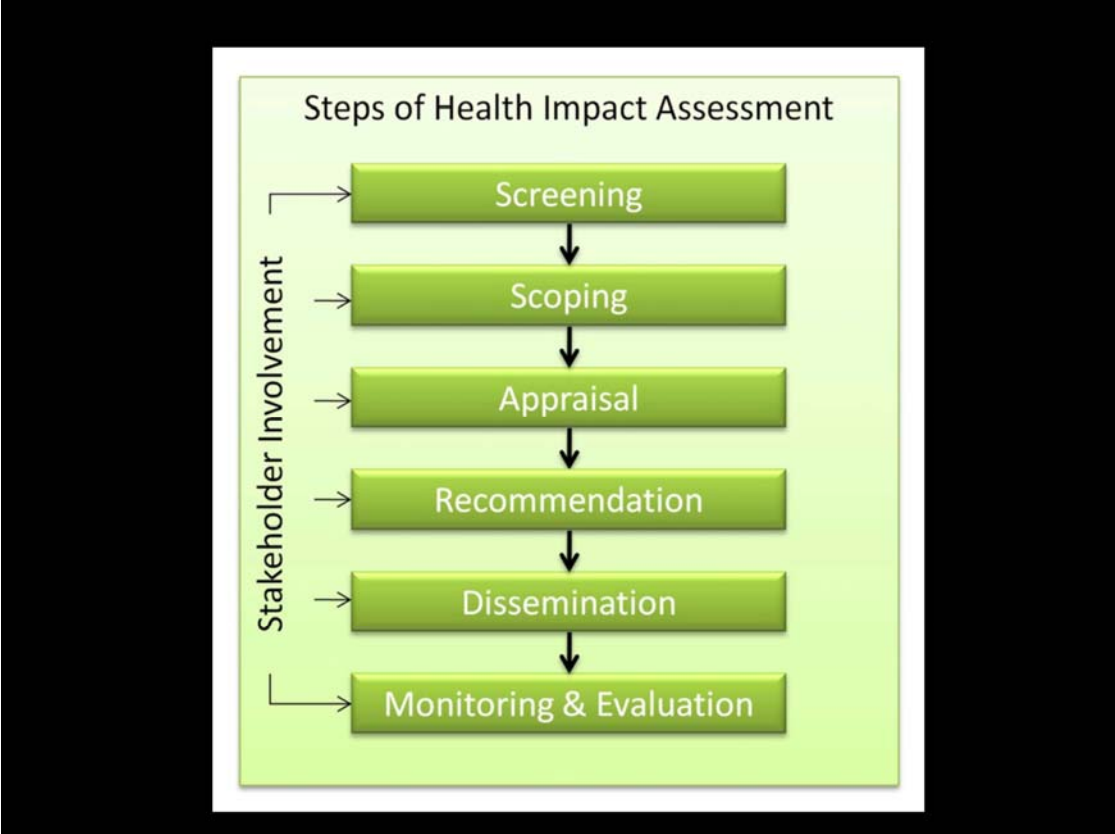 Steps of Health Impact Assessment
Stakeholder Involvement
Screening
Scoping
Appraisal
Recommendation
Dissemination
Monitoring & Evaluation